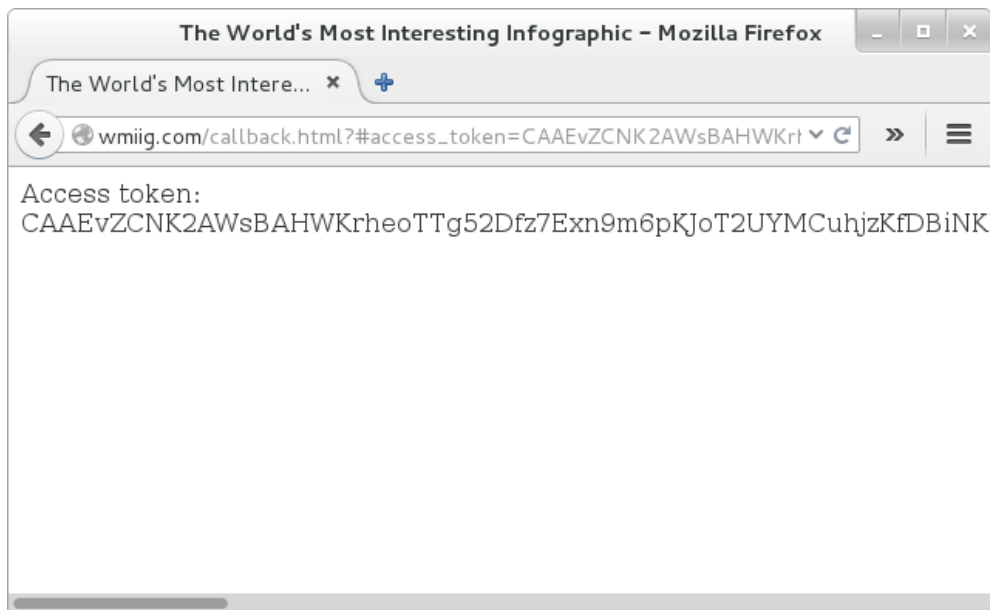 The World's Most Interesting Infographic – Mozilla Firefox
The World's Most Intere...
wmiig.com/callback.html?#access_token=CAAEvZCNK2AWsBAHWKrh
Access token:
CAAEvZCNK2AWsBAHWKrheoTTg52Dfz7Exn9m6pKJoT2UYMCuhjzKfDBiNK